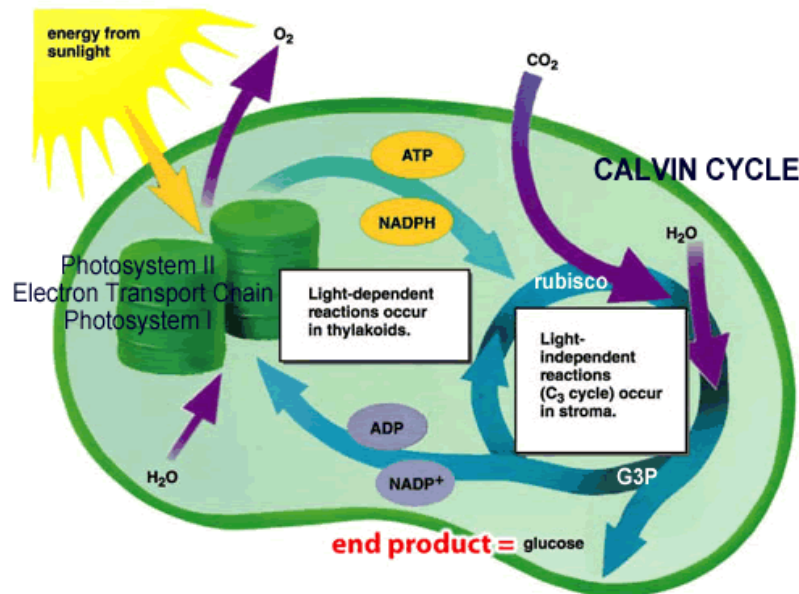 energy from
sunlight
O₂
CO₂
ATP
CALVIN CYCLE
NADPH
H₂O
Photosystem II
Electron Transport Chain
Photosystem I
rubisco
Light-dependent
reactions occur
in thylakoids.
Light-
independent
reactions
(C₃ cycle) occur
in stroma.
ADP
H₂O
NADP⁺
G3P
end product = glucose